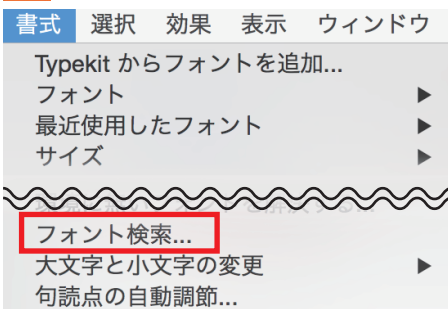 書式 選択 効果 表示 ウィンドウ
Typekit からフォントを追加...
フォント
最近使用したフォント
サイズ
フォント検索...
大文字と小文字の変更
句読点の自動調節...